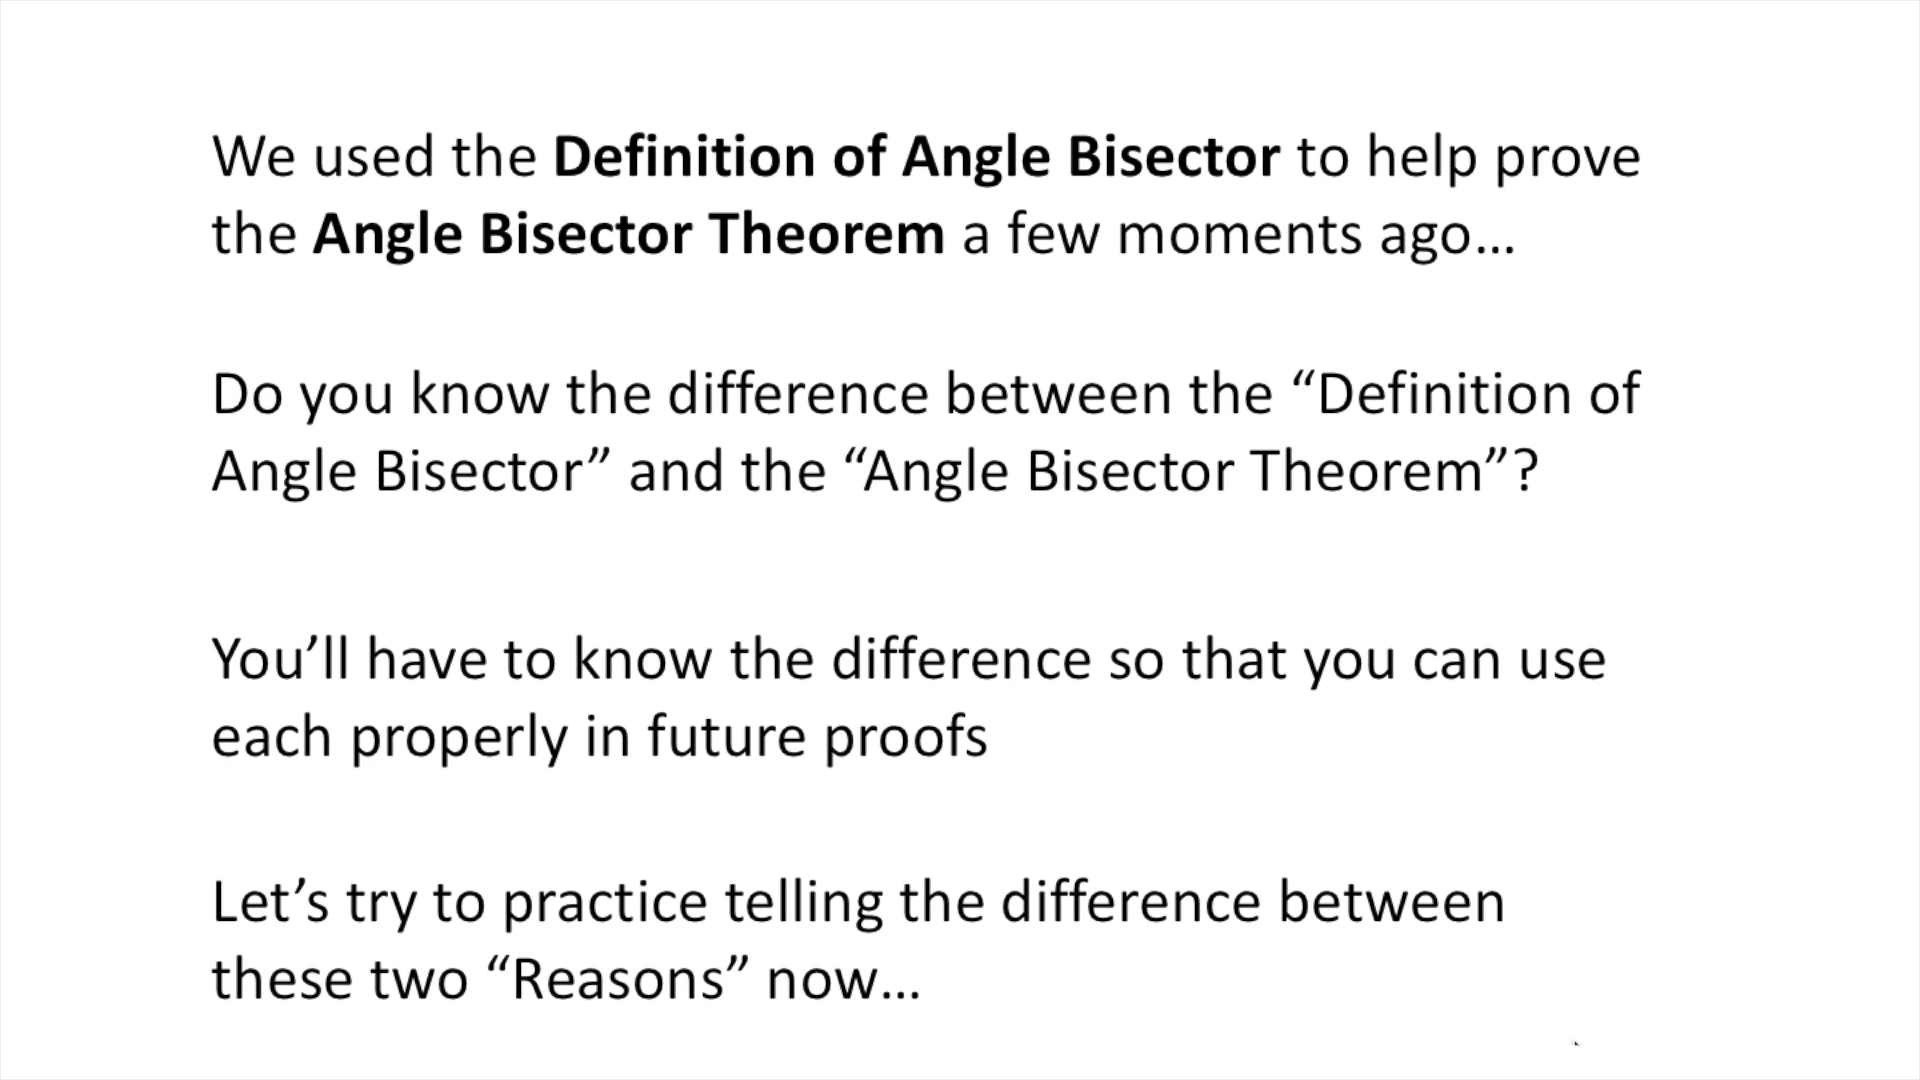 We used the Definition of Angle Bisector to help prove
the Angle Bisector Theorem a few moments ago…
Do you know the difference between the “Definition of
Angle Bisector” and the “Angle Bisector Theorem”?
You’ll have to know the difference so that you can use
each properly in future proofs
Let’s try to practice telling the difference between
these two “Reasons” now…